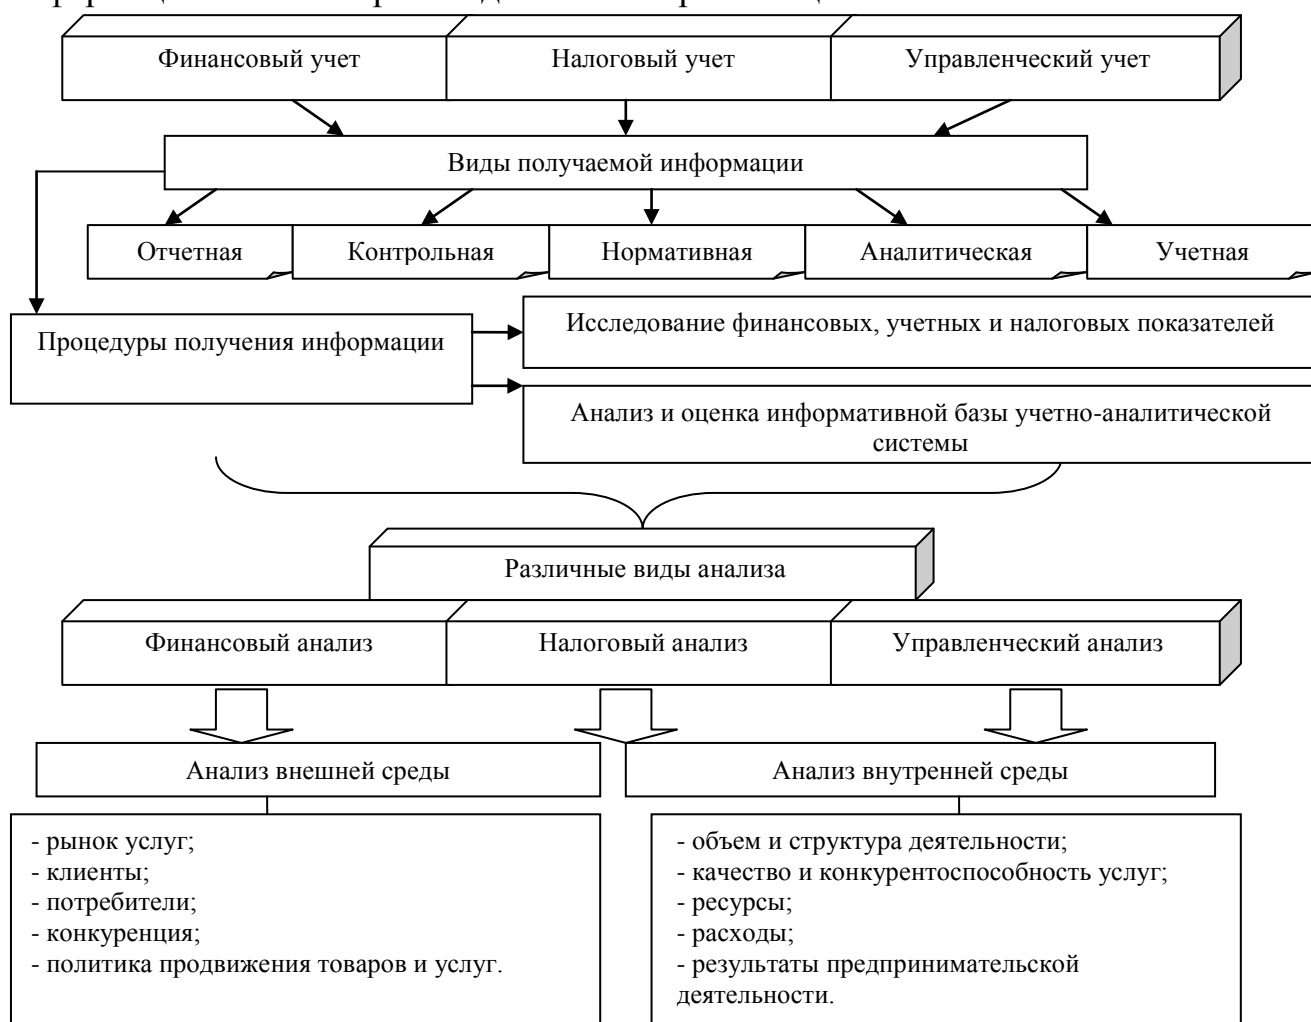 Финансовый учет
Налоговый учет
Управленческий учет
Виды получаемой информации
Отчетная
Контрольная
Нормативная
Аналитическая
Учетная
Процедуры получения информации
Исследование финансовых, учетных и налоговых показателей
Анализ и оценка информативной базы учетно-аналитической
системы
Различные виды анализа
Финансовый анализ
Налоговый анализ
Управленческий анализ
Анализ внешней среды
Анализ внутренней среды
- рынок услуг;
- клиенты;
- потребители;
- конкуренция;
- политика продвижения товаров и услуг.
- объем и структура деятельности;
- качество и конкурентоспособность услуг;
- ресурсы;
- расходы;
- результаты предпринимательской
деятельности.